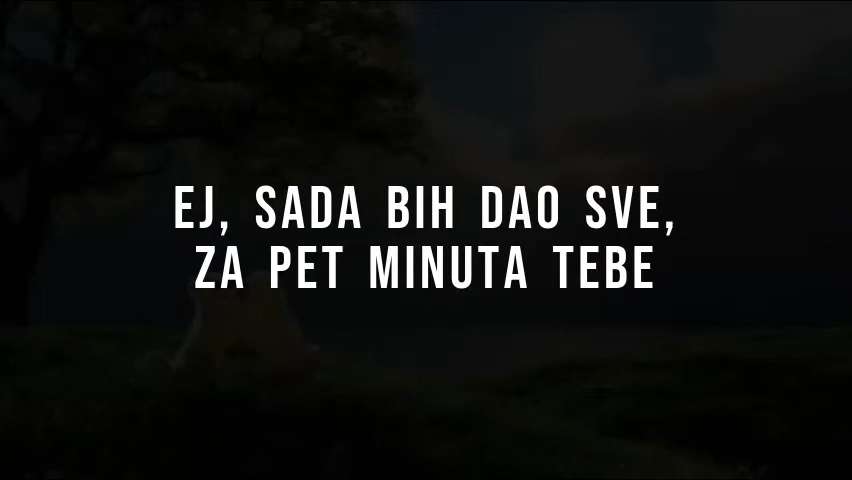 EJ, SADA BIH DAO SVE,
ZA PET MINUTA TEBE